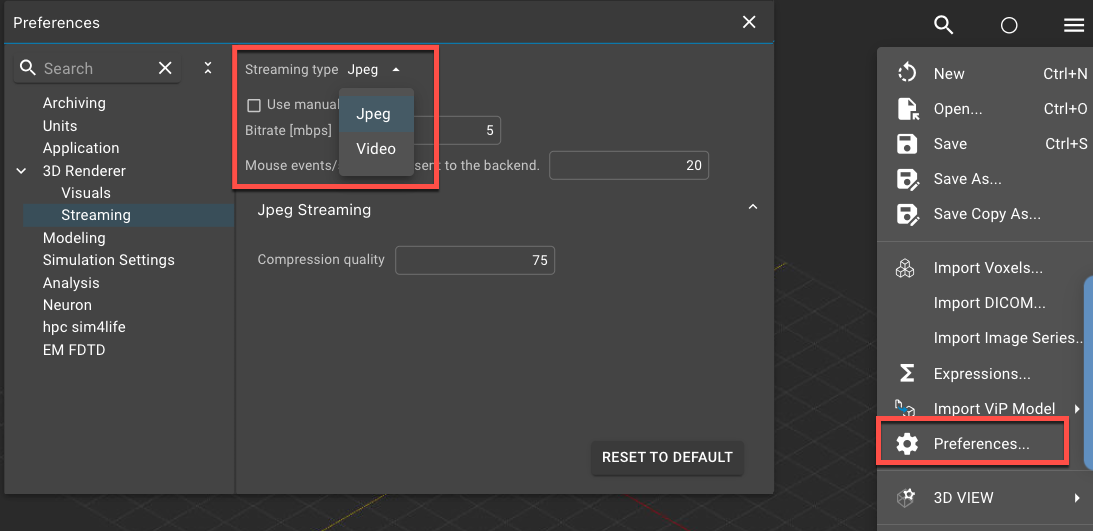 Preferences
Search
Archiving
Units
Application
3D Renderer
Visuals
Streaming
Modeling
Simulation Settings
Analysis
Neuron
hpc sim4life
EM FDTD
Streaming type Jpeg
Jpeg
Video
Use manual
Bitrate [mbps] 5
Mouse events/ sent to the backend. 20
Jpeg Streaming
Compression quality 75
RESET TO DEFAULT
New Ctrl+N
Open... Ctrl+O
Save Ctrl+S
Save As...
Save Copy As...
Import Voxels...
Import DICOM...
Import Image Series..
Expressions...
Import ViP Model
Preferences...
3D VIEW